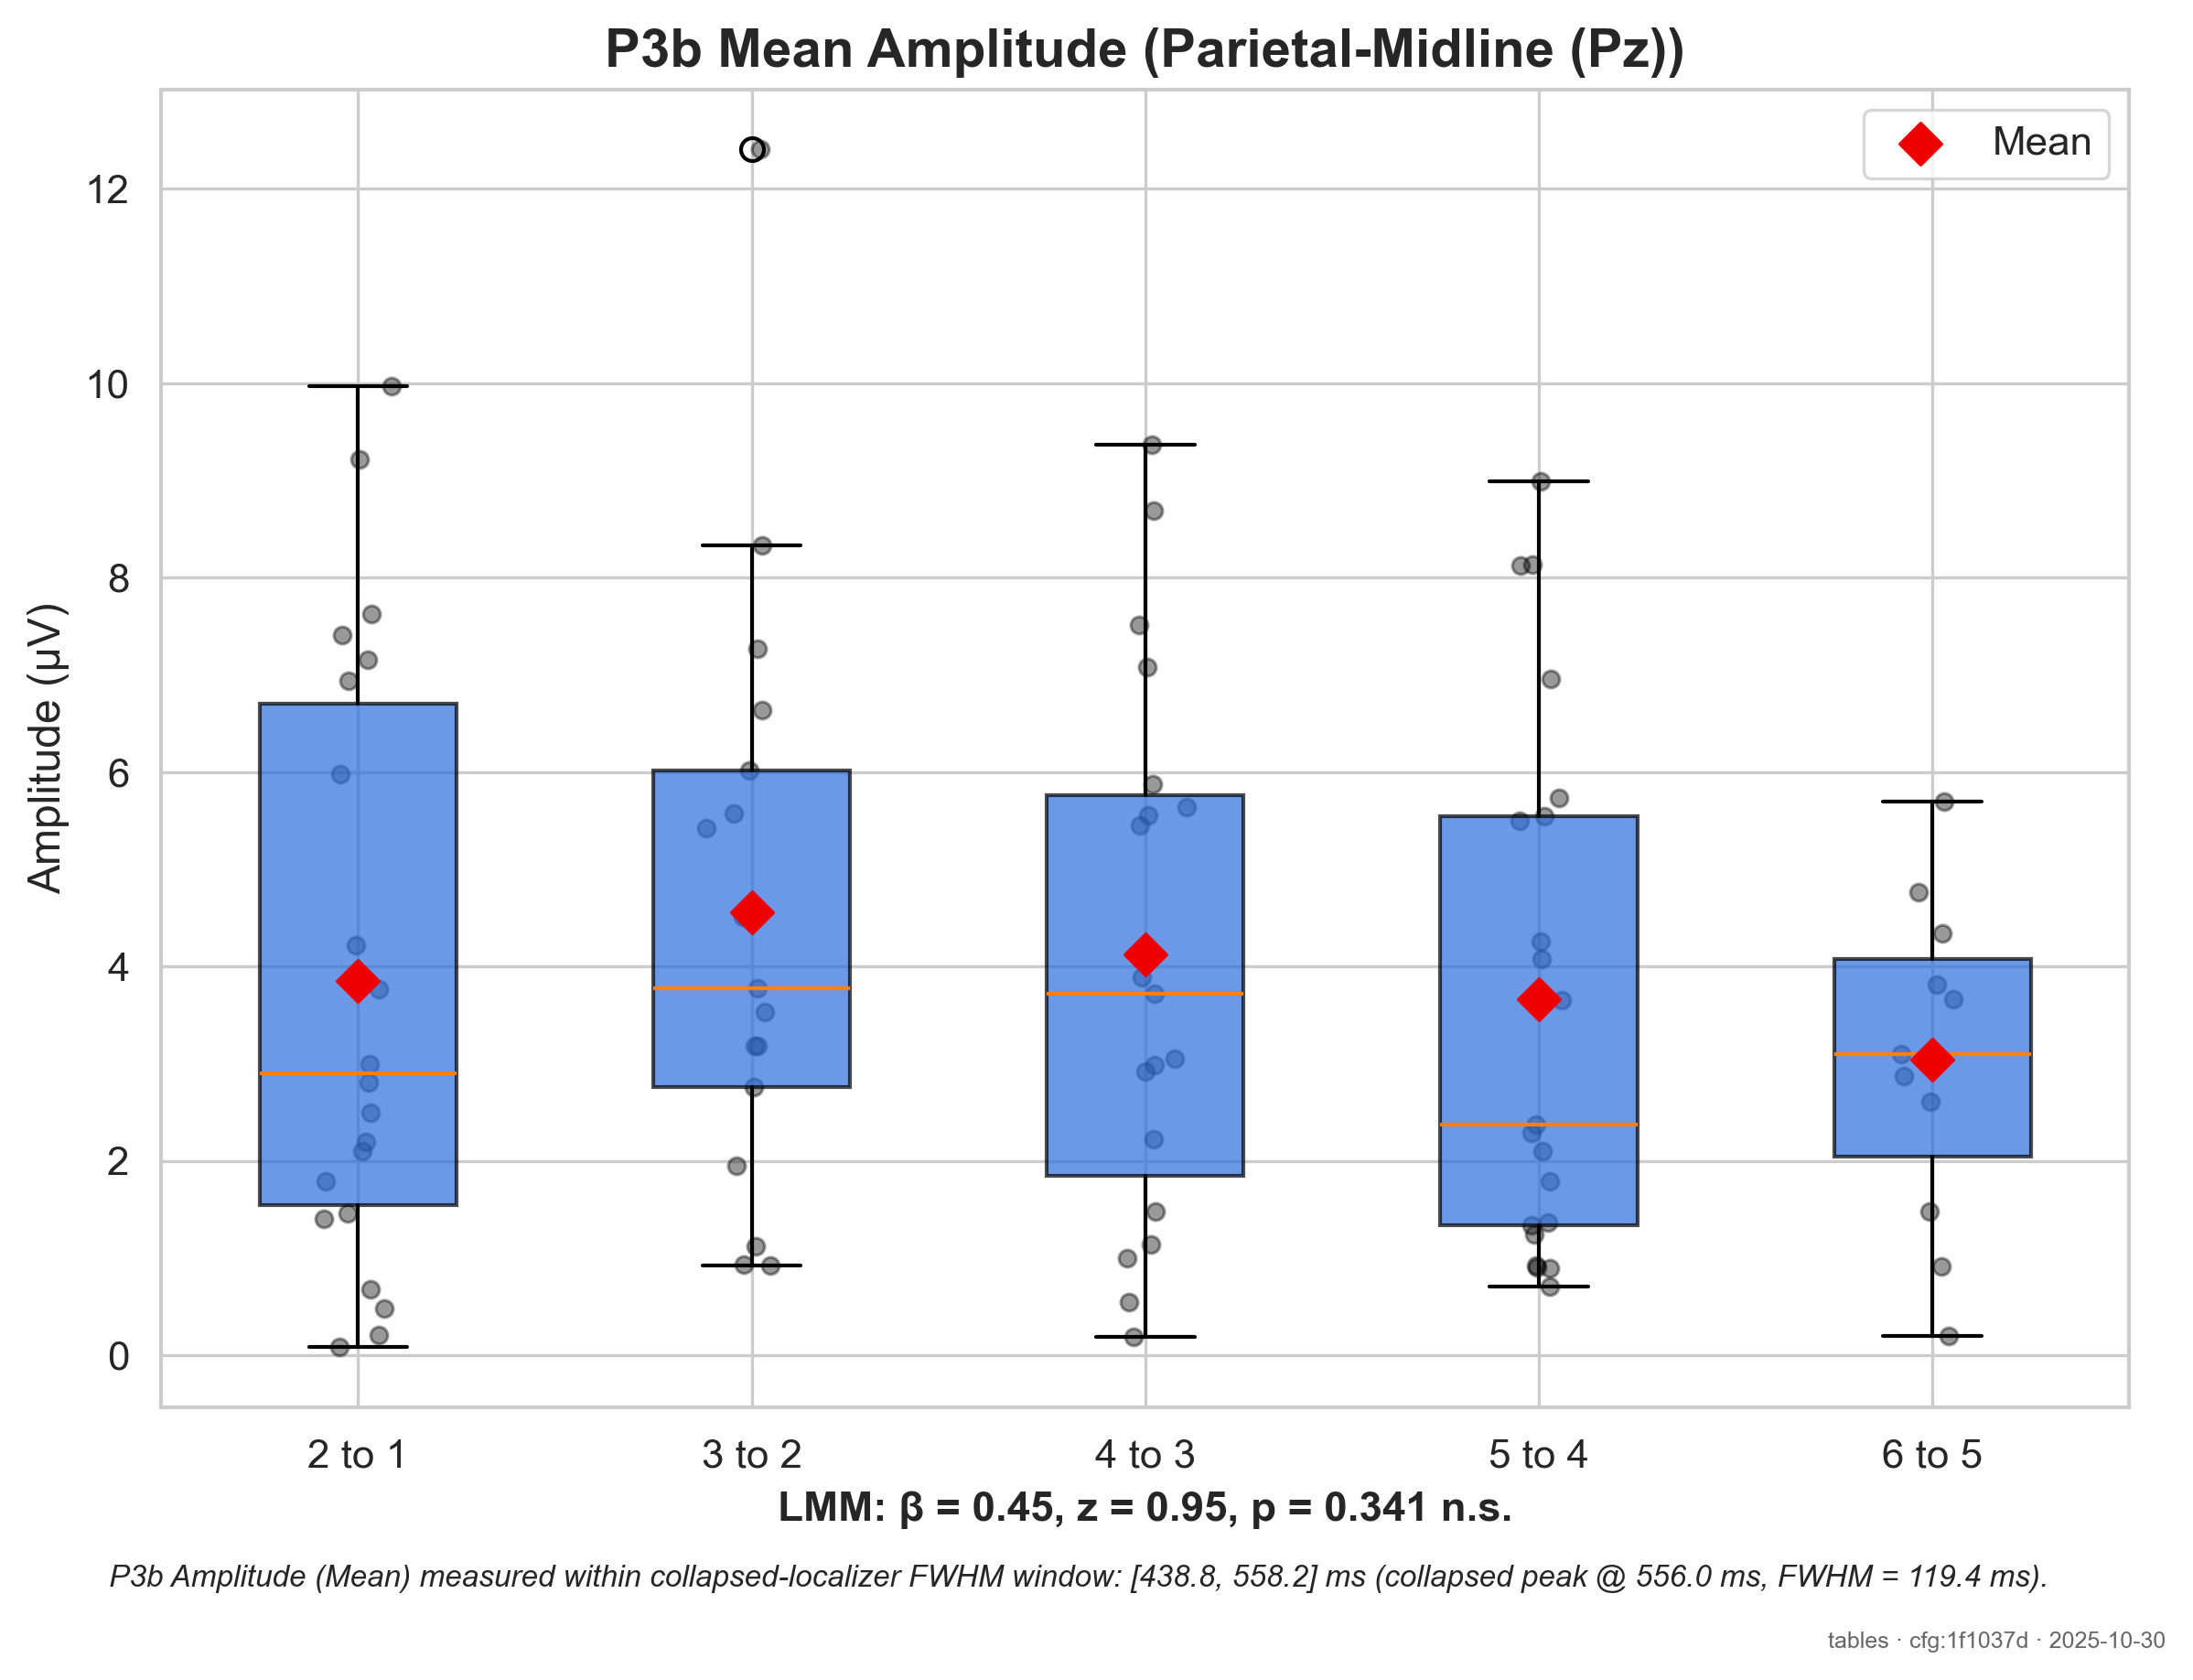 P3b Mean Amplitude (Parietal-Midline (Pz))
Mean
Amplitude (µV)
12
10
8
6
4
2
0
2 to 1
3 to 2
4 to 3
5 to 4
6 to 5
LMM: β = 0.45, z = 0.95, p = 0.341 n.s.
P3b Amplitude (Mean) measured within collapsed-localizer FWHM window: [438.8, 558.2] ms (collapsed peak @ 556.0 ms, FWHM = 119.4 ms).
tables · cfg:1f1037d · 2025-10-30